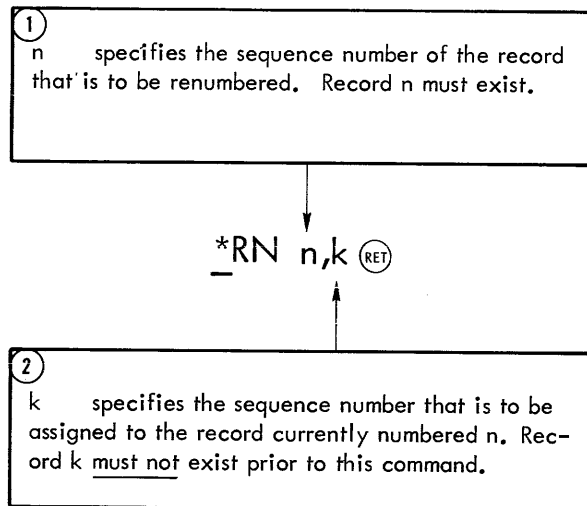 1
n specifies the sequence number of the record
that is to be renumbered. Record n must exist.
*RN n,k RET
2
k specifies the sequence number that is to be
assigned to the record currently numbered n. Rec-
ord k must not exist prior to this command.